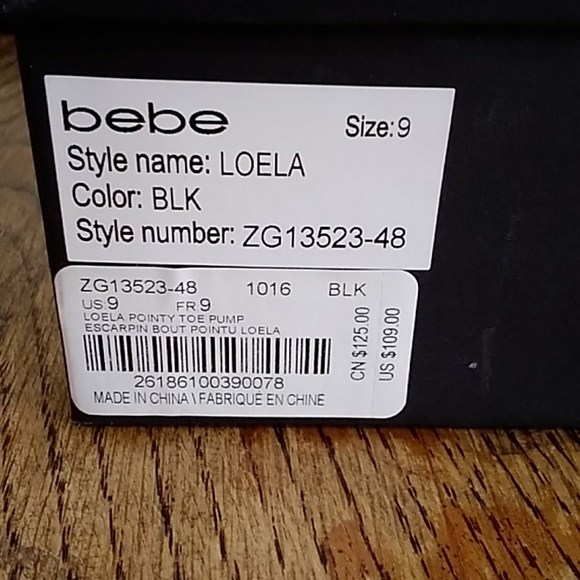 bebe Size: 9
Style name: LOELA
Color: BLK
Style number: ZG13523-48
ZG13523-48 1016 BLK
US 9 FR 9
LOELA POINTY TOE PUMP
ESCARPIN BOUT POINTU LOELA
26186100390078
MADE IN CHINA \ FABRIQUÉ EN CHINE
CN $125.00
US $109.00